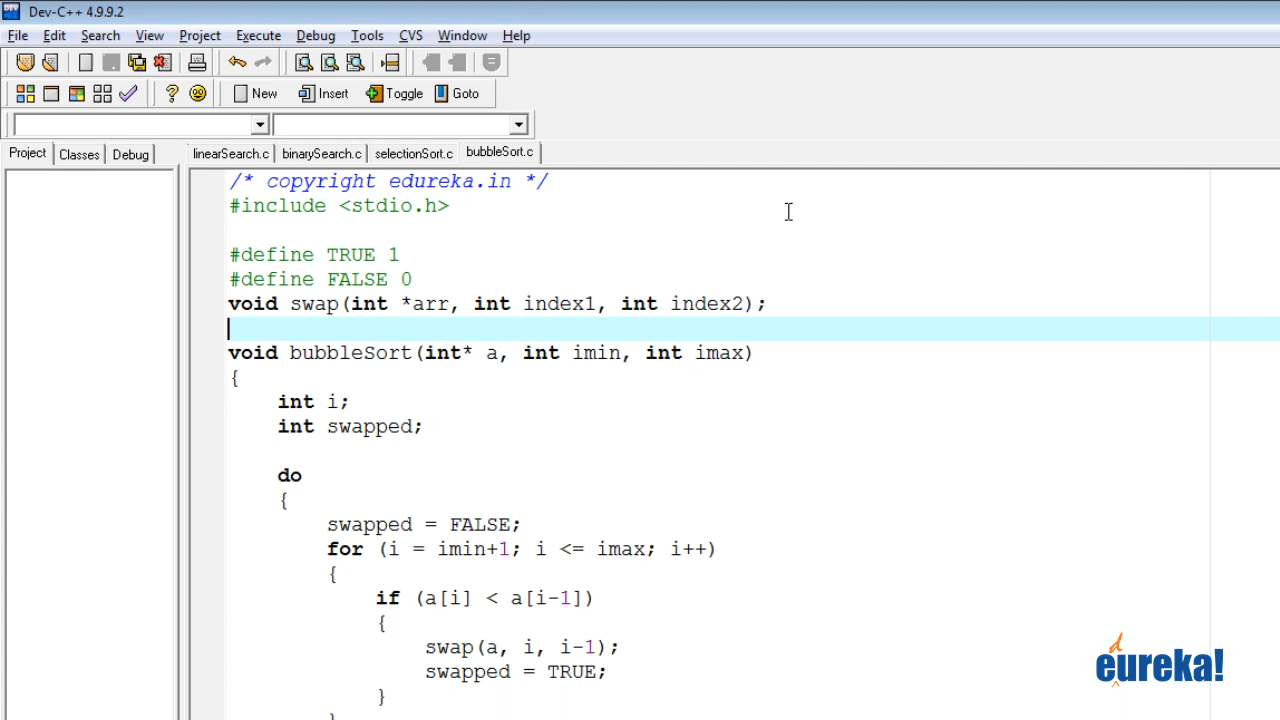 Dev-C++ 4.9.9.2
File Edit Search View Project Execute Debug Tools CVS Window Help
New Insert Toggle Goto
Project Classes Debug linearSearch.c binarySearch.c selectionSort.c bubbleSort.c
/* copyright edureka.in */
#include <stdio.h>
#define TRUE 1
#define FALSE 0
void swap(int *arr, int index1, int index2);
void bubbleSort(int* a, int imin, int imax)
{
int i;
int swapped;
do
{
swapped = FALSE;
for (i = imin+1; i <= imax; i++)
{
if (a[i] < a[i-1])
{
swap(a, i, i-1);
swapped = TRUE;
}
}
edureka!